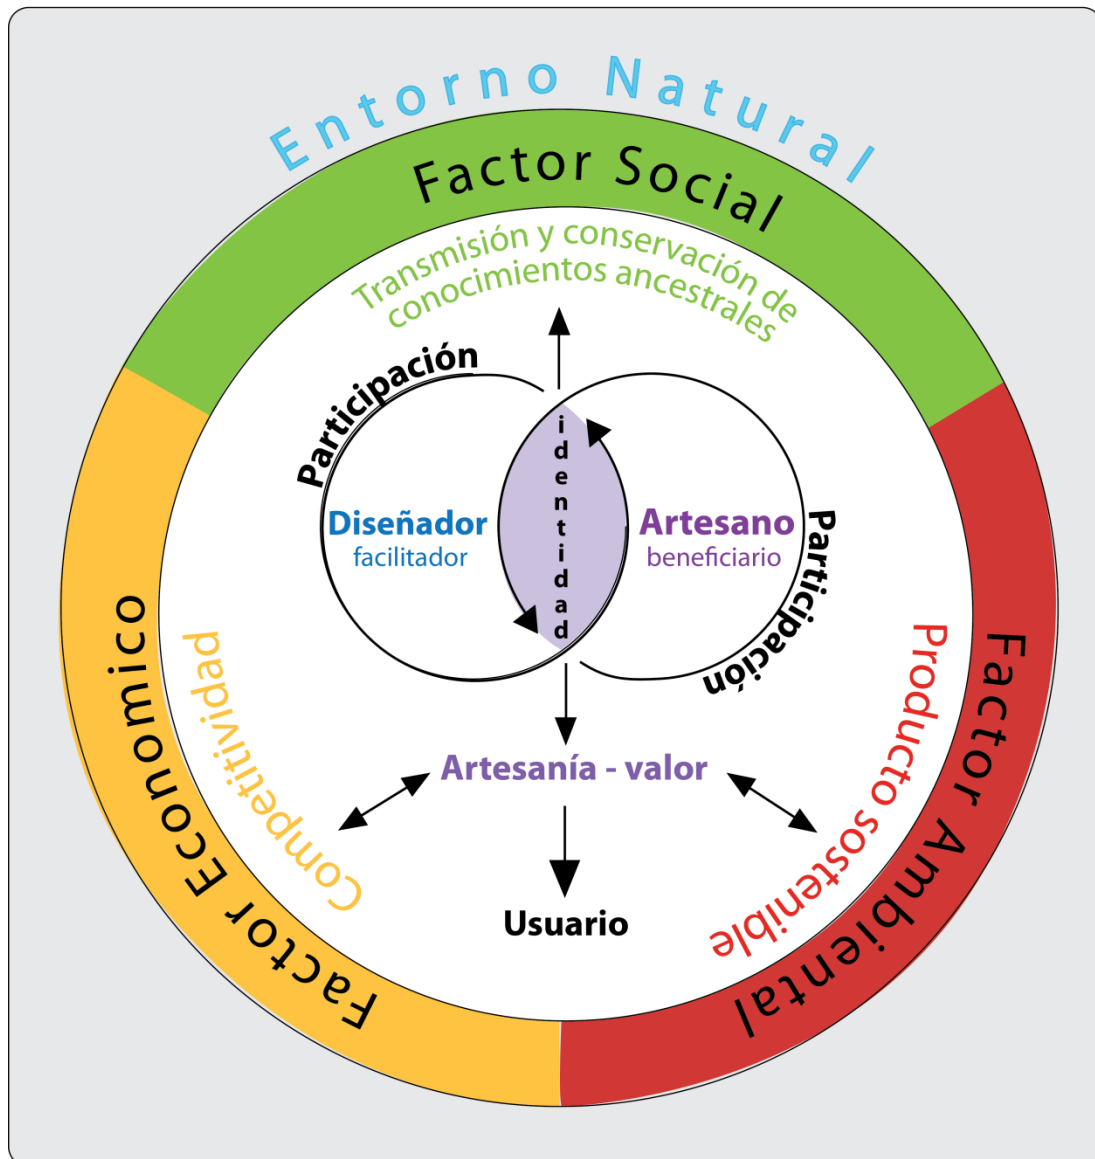 Entorno Natural
Factor Social
Transmisión y conservación de
conocimientos ancestrales
Participación
identidad
Diseñador
facilitador
Artesano
beneficiario
Participación
Artesanía - valor
Usuario
Competitividad
Factor Economico
Producto sostenible
Factor Ambiental